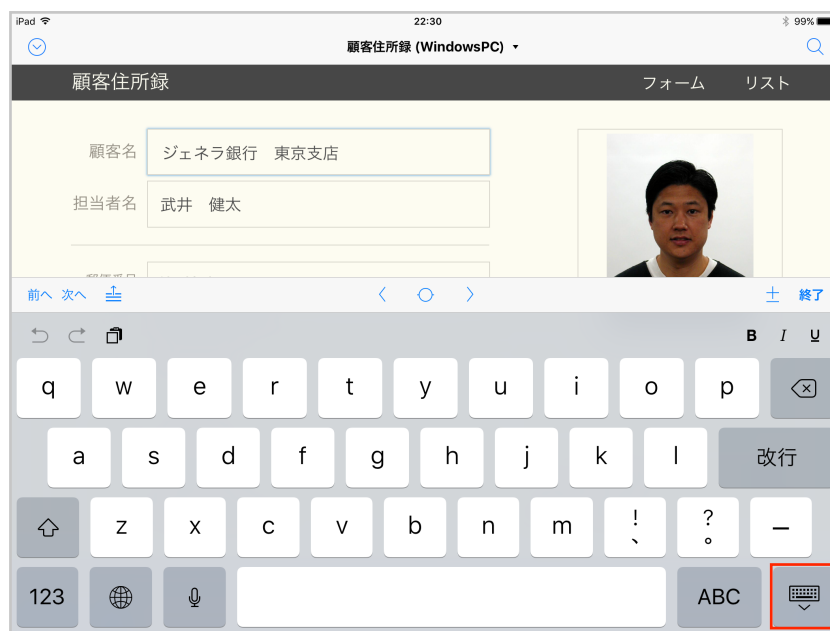 iPad 22:30 99%
顧客住所録 (WindowsPC) ▼
顧客住所録 フォーム リスト
顧客名 ジェネラ銀行　東京支店
担当者名 武井　健太
前へ 次へ 終了
B I U
q w e r t y u i o p
a s d f g h j k l 改行
z x c v b n m ! 、 ? 。 ー
123 ABC